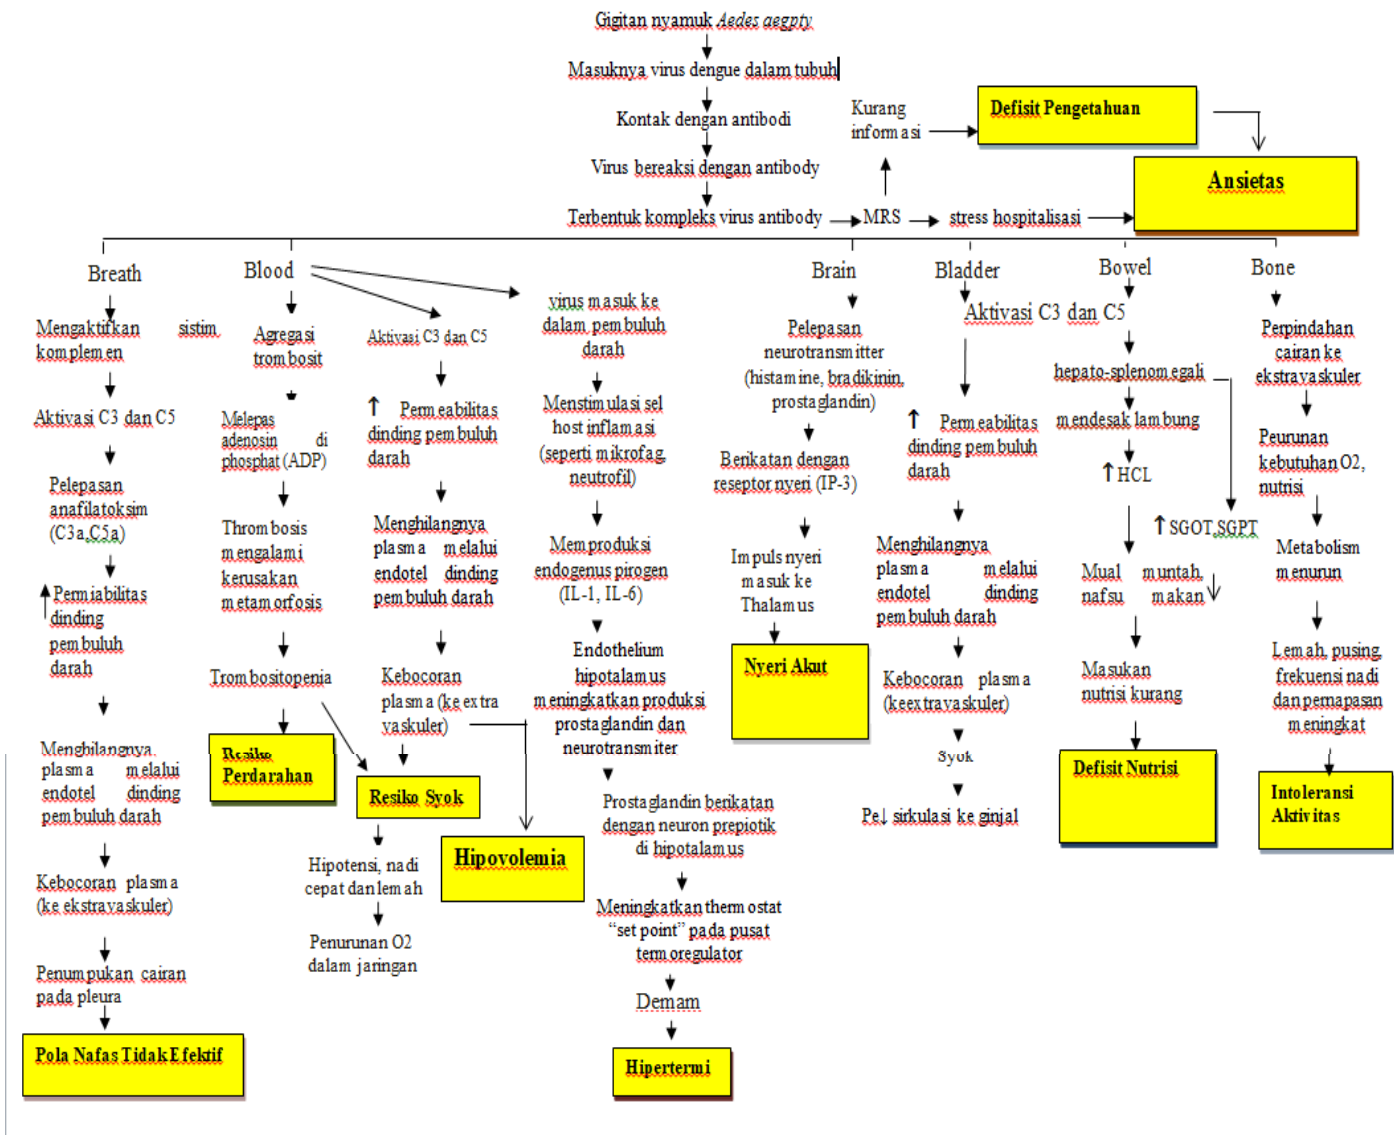 Gigitan nyamuk Aedes aegpty
Masuknya virus dengue dalam tubuh
Kontak dengan antibodi
Virus bereaksi dengan antibody
Terbentuk kompleks virus antibody
MRS
Kurang
informasi
Defisit Pengetahuan
stress hospitalisasi
Ansietas
Breath
Mengaktifkan sistim
komplemen
Aktivasi C3 dan C5
Pelepasan
anafilatoksim
(C3a,C5a)
↑ Permiabilitas
dinding
pembuluh
darah
Menghilangnya
plasma melalui
endotel dinding
pembuluh darah
Kebocoran plasma
(ke ekstravaskuler)
Penumpukan cairan
pada pleura
Pola Nafas Tidak Efektif
Blood
Agregasi
trombosit
Melepas
adenosin di
phosphat (ADP)
Thrombosis
mengalami
kerusakan
metamorfosis
Trombositopenia
Resiko
Perdarahan
Aktivasi C3 dan C5
↑ Permeabilitas
dinding pembuluh
darah
Menghilangnya
plasma melalui
endotel dinding
pembuluh darah
Kebocoran
plasma (ke extra
vaskuler)
Resiko Syok
Hipotensi, nadi
cepat dan lemah
Penurunan O2
dalam jaringan
Hipovolemia
virus masuk ke
dalam pembuluh
darah
Menstimulasi sel
host inflamasi
(seperti mikrofag,
neutrofil)
Memproduksi
endogenus pirogen
(IL-1, IL-6)
Endothelium
hipotalamus
meningkatkan produksi
prostaglandin dan
neurotransmiter
Prostaglandin berikatan
dengan neuron prepiotik
di hipotalamus
Meningkatkan thermostat
“set point” pada pusat
termoregulator
Demam
Hipertermi
Brain
Pelepasan
neurotransmitter
(histamine, bradikinin,
prostaglandin)
Berikatan dengan
reseptor nyeri (IP-3)
Impuls nyeri
masuk ke
Thalamus
Nyeri Akut
Bladder
Aktivasi C3 dan C5
↑ Permeabilitas
dinding pembuluh
darah
Menghilangnya
plasma melalui
endotel dinding
pembuluh darah
Kebocoran plasma
(keextravaskuler)
Syok
Pe↓ sirkulasi ke ginjal
Bowel
hepato-splenomegali
mendesak lambung
↑HCL
↑SGOT,SGPT
Mual muntah,
nafsu makan ↓
Masukan
nutrisi kurang
Defisit Nutrisi
Bone
Perpindahan
cairan ke
ekstravaskuler
Peurunan
kebutuhan O2,
nutrisi
Metabolism
menurun
Lemah, pusing,
frekuensi nadi
dan pernapasan
meningkat
Intoleransi
Aktivitas